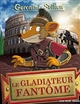 Geronimo Stilton
LE GLADIATEUR
FANTÔME